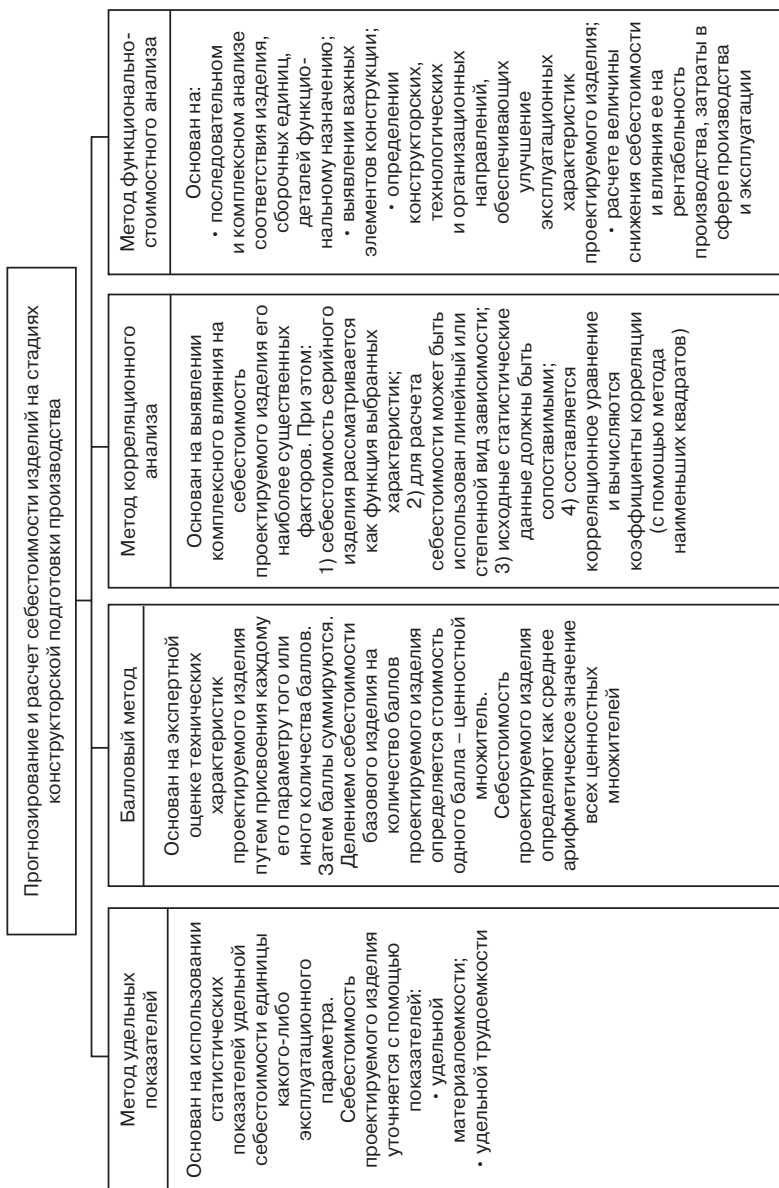 Прогнозирование и расчет себестоимости изделий на стадиях
конструкторской подготовки производства
Метод удельных
показателей
Основан на использовании
статистических
показателей удельной
себестоимости единицы
какого-либо
эксплуатационного
параметра.
Себестоимость
проектируемого изделия
уточняется с помощью
показателей:
• удельной
материалоемкости;
• удельной трудоемкости
Балловый метод
Основан на экспертной
оценке технических
характеристик
проектируемого изделия
путем присвоения каждому
его параметру того или
иного количества баллов.
Затем баллы суммируются.
Делением себестоимости
базового изделия на
количество баллов
проектируемого изделия
определяется стоимость
одного балла – ценностной
множитель.
Себестоимость
проектируемого изделия
определяют как среднее
арифметическое значение
всех ценностных
множителей
Метод корреляционного
анализа
Основан на выявлении
комплексного влияния на
себестоимость
проектируемого изделия его
наиболее существенных
факторов. При этом:
1) себестоимость серийного
изделия рассматривается
как функция выбранных
характеристик;
2) для расчета
себестоимости может быть
использован линейный или
степенной вид зависимости;
3) исходные статистические
данные должны быть
сопоставимыми;
4) составляется
корреляционное уравнение
и вычисляются
коэффициенты корреляции
(с помощью метода
наименьших квадратов)
Метод функционально-
стоимостного анализа
Основан на:
• последовательном
и комплексном анализе
соответствия изделия,
сборочных единиц,
деталей функцио-
нальному назначению;
• выявлении важных
элементов конструкции;
• определении
конструкторских,
технологических
и организационных
направлений,
обеспечивающих
улучшение
эксплуатационных
характеристик
проектируемого изделия;
• расчете величины
снижения себестоимости
и влияния ее на
рентабельность
производства, затраты в
сфере производства
и эксплуатации